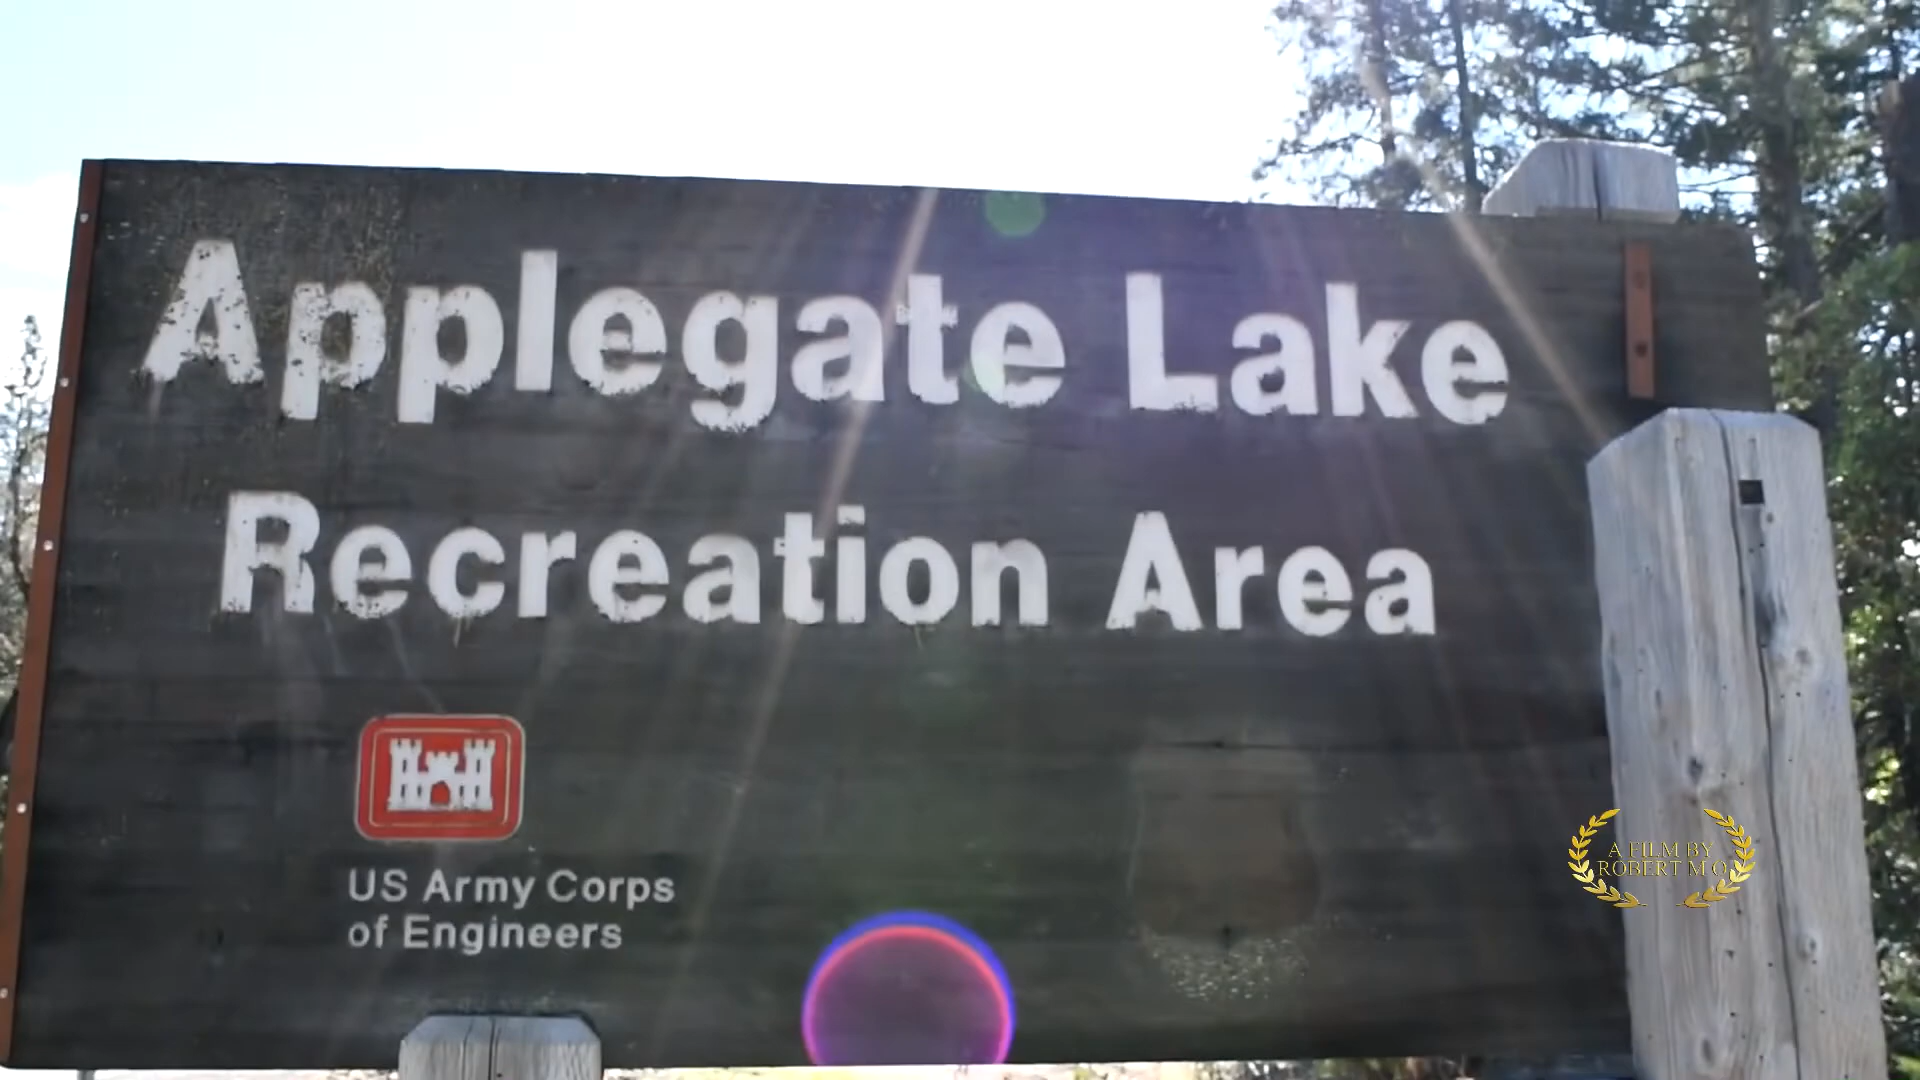 Applegate Lake
Recreation Area
US Army Corps
of Engineers
A FILM BY
ROBERT M O